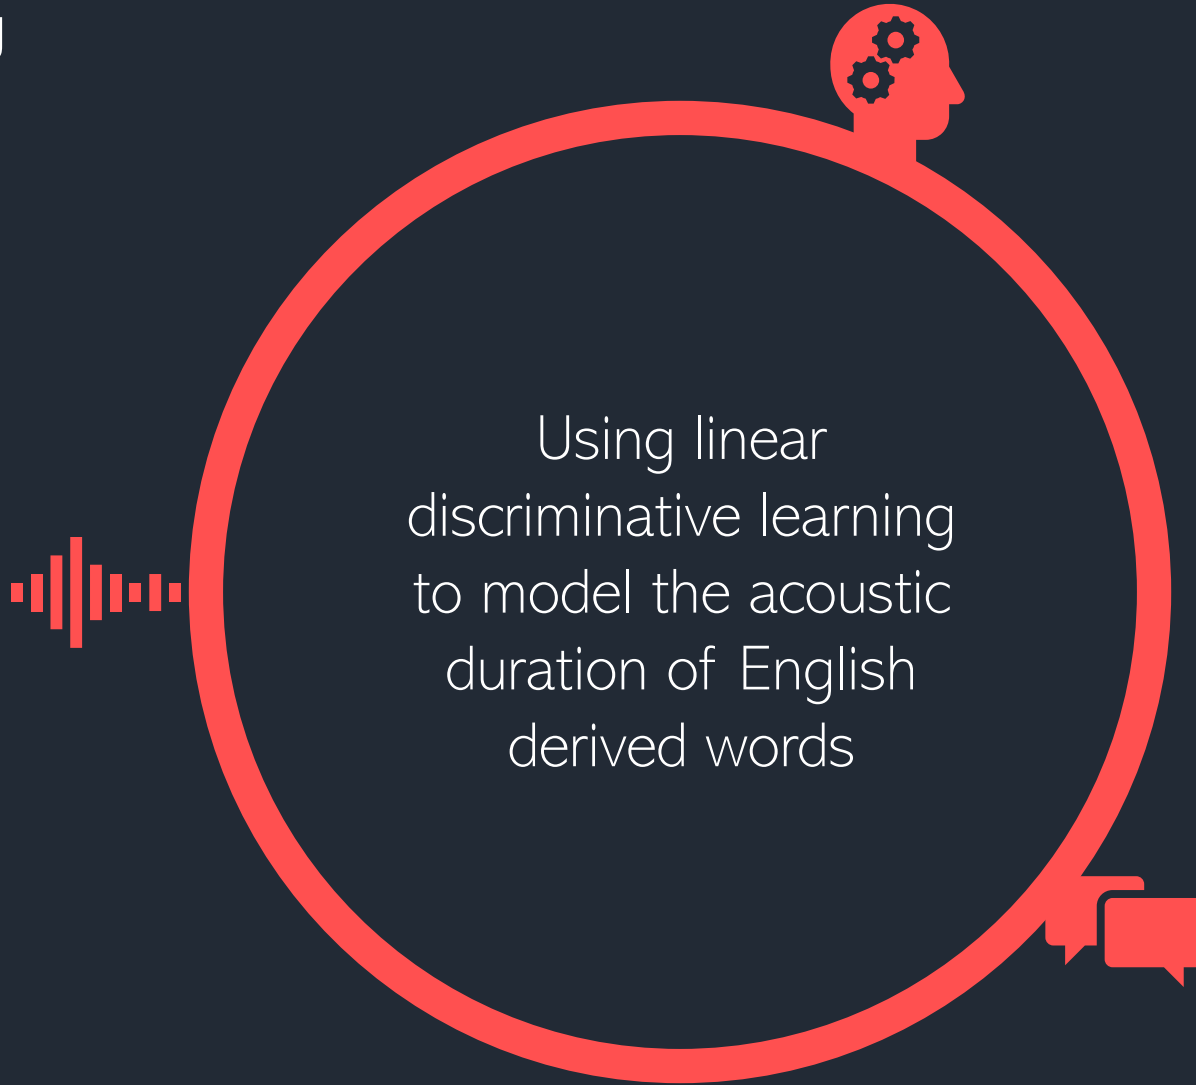 Using linear
discriminative learning
to model the acoustic
duration of English
derived words